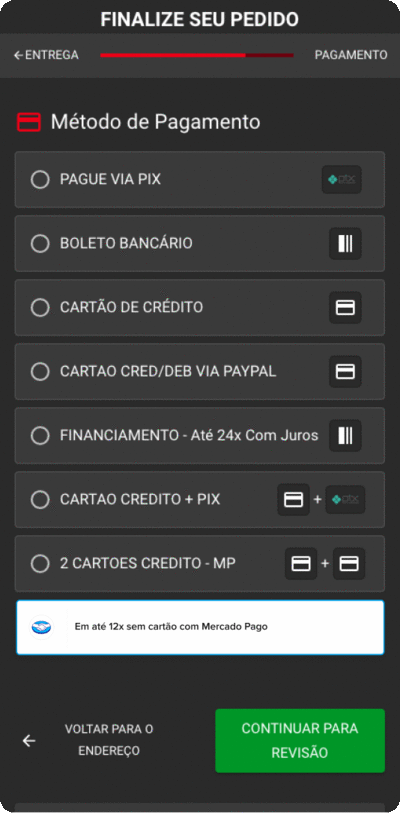 FINALIZE SEU PEDIDO
ENTREGA
PAGAMENTO
Método de Pagamento
PAGUE VIA PIX
BOLETO BANCÁRIO
CARTÃO DE CRÉDITO
CARTAO CRED/DEB VIA PAYPAL
FINANCIAMENTO - Até 24x Com Juros
CARTAO CREDITO + PIX
+
2 CARTOES CREDITO - MP
+
Em até 12x sem cartão com Mercado Pago
VOLTAR PARA O
ENDEREÇO
CONTINUAR PARA
REVISÃO